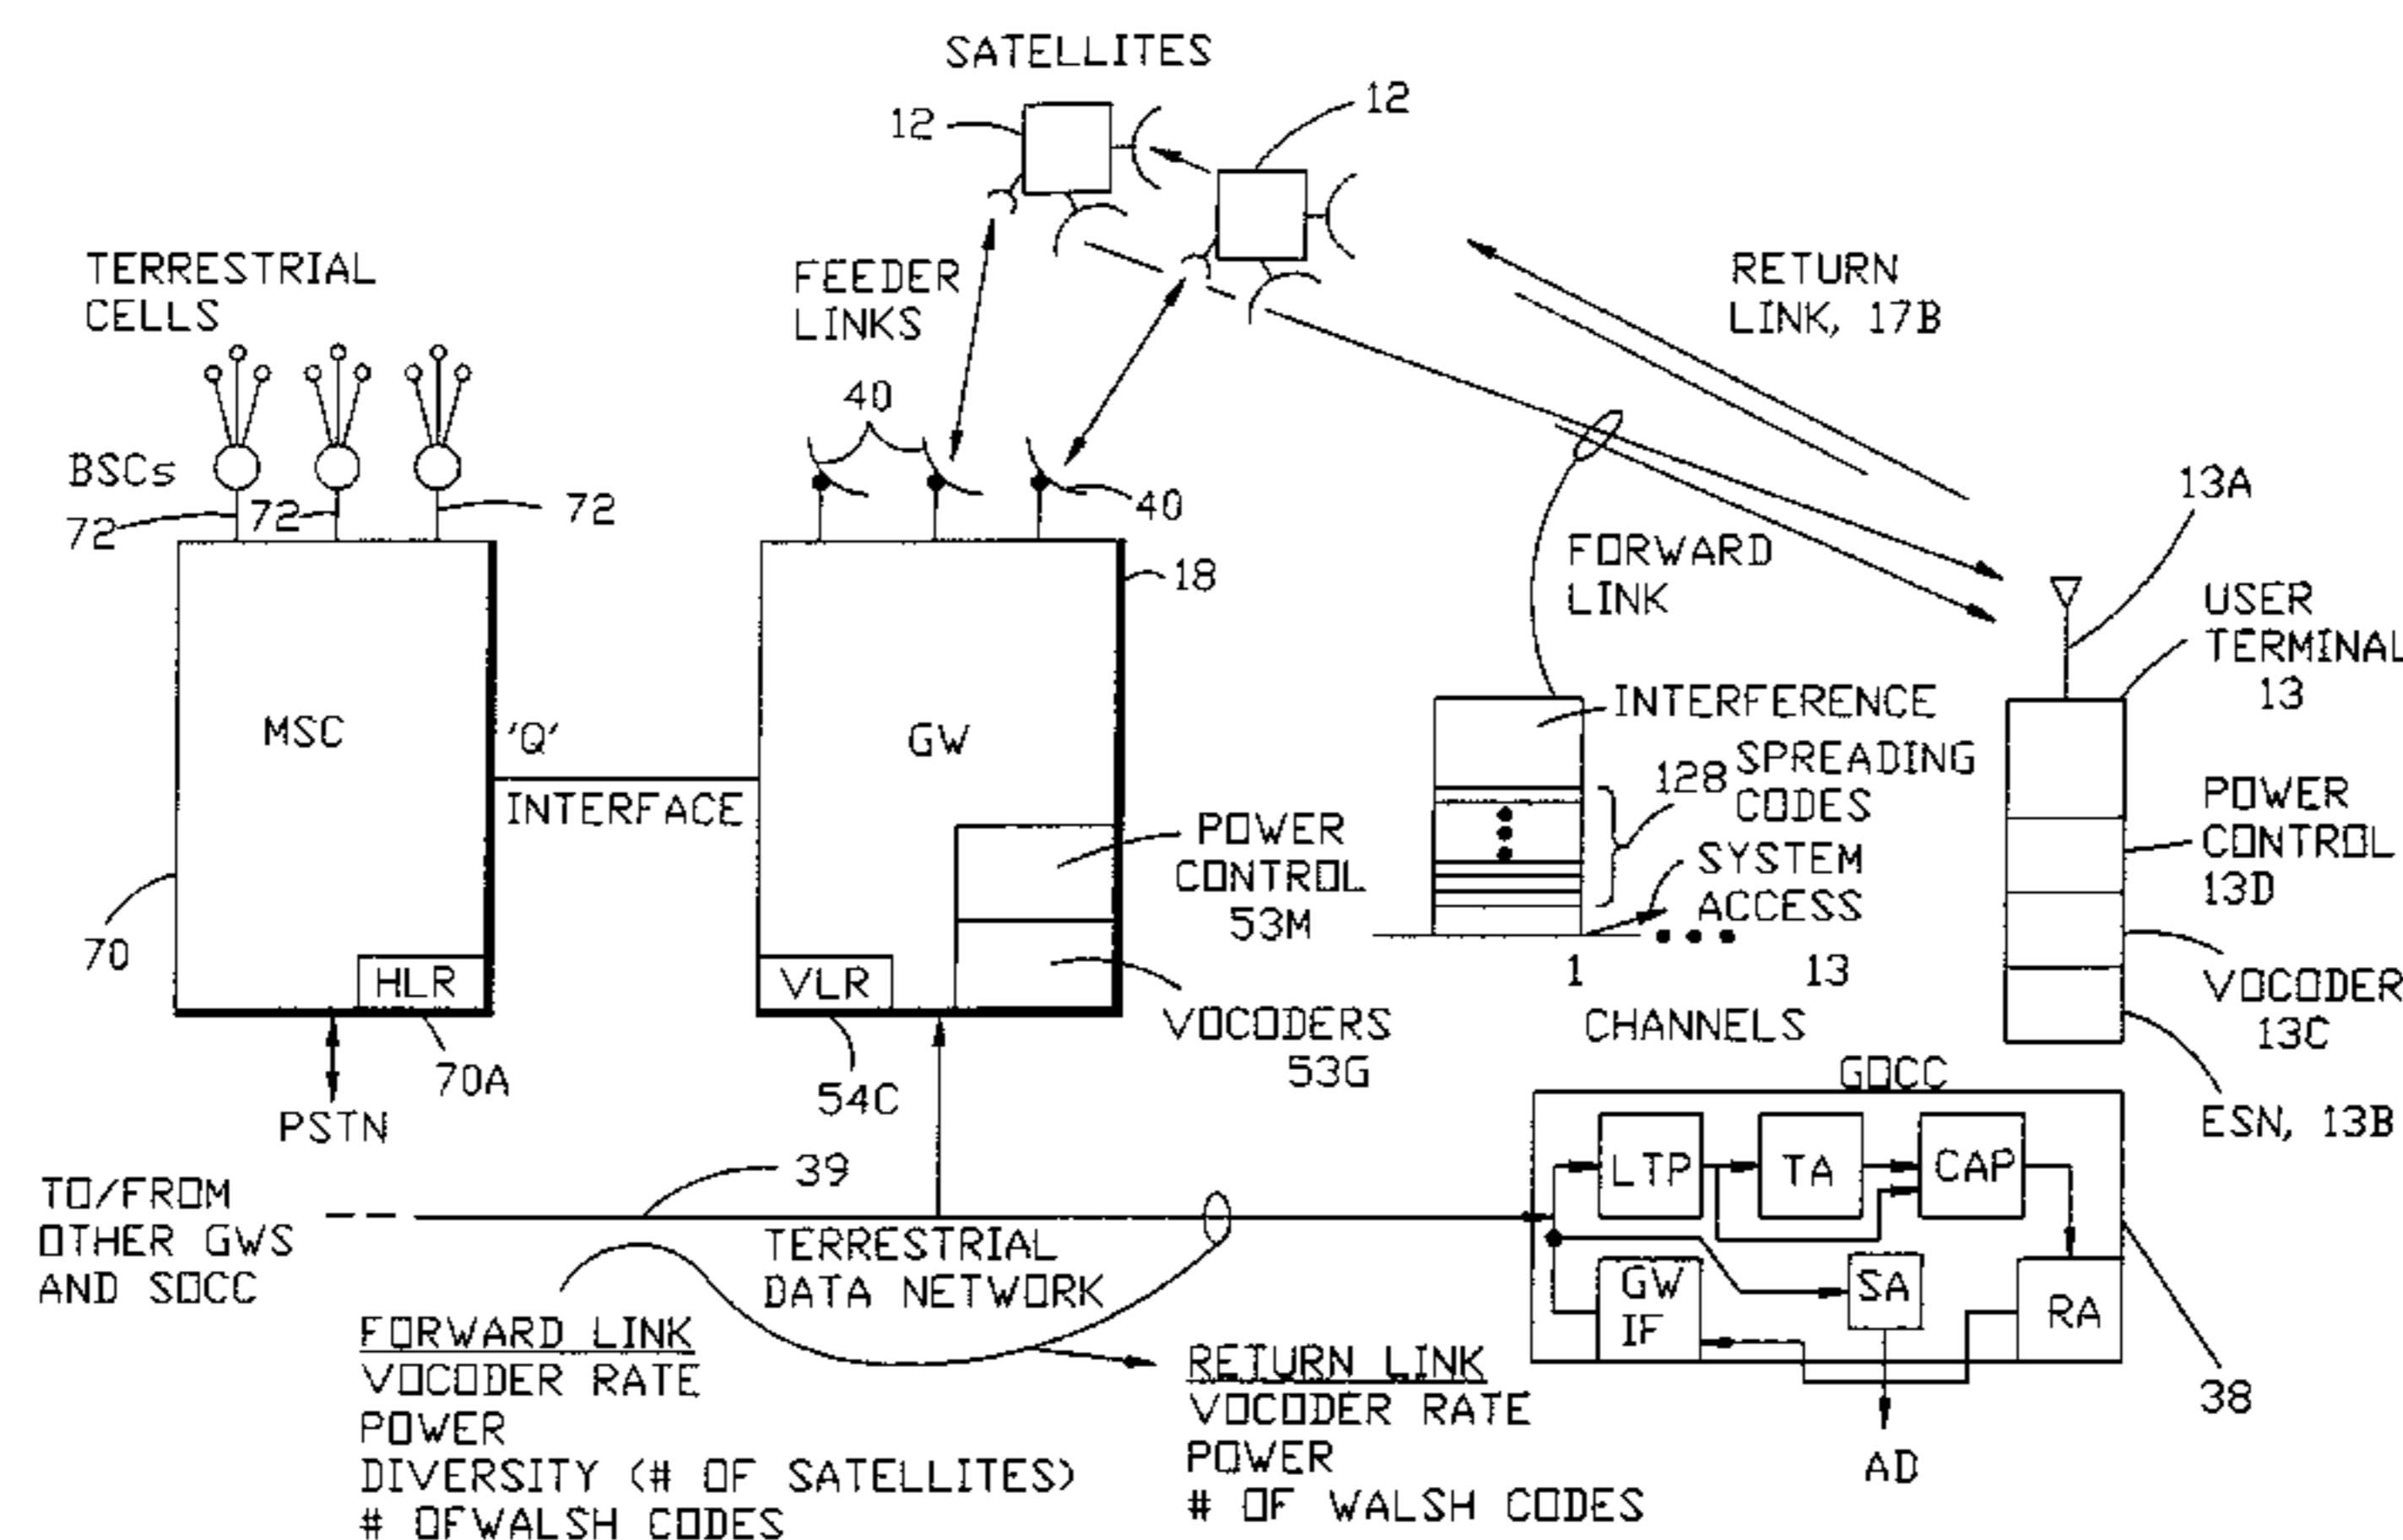 SATELLITES
12
12
TERRESTRIAL
CELLS
FEEDER
LINKS
RETURN
LINK, 17B
40
BSCs
72
72
72
40
13A
18
FORWARD
LINK
USER
TERMINAL
13
MSC
'Q'
INTERFACE
GW
INTERFERENCE
128
SPREADING
CODES
SYSTEM
ACCESS
POWER
CONTROL
53M
POWER
CONTROL
13D
70
HLR
VLR
1
13
CHANNELS
VOCODERS
53G
VOCODER
13C
70A
54C
PSTN
GOCC
ESN, 13B
LTP
TA
CAP
TO/FROM
OTHER GWS
AND SOCC
39
TERRESTRIAL
DATA NETWORK
GW
IF
SA
RA
38
AD
FORWARD LINK
VOCODER RATE
POWER
DIVERSITY (# OF SATELLITES)
# OFWALSH CODES
RETURN LINK
VOCODER RATE
POWER
# OF WALSH CODES